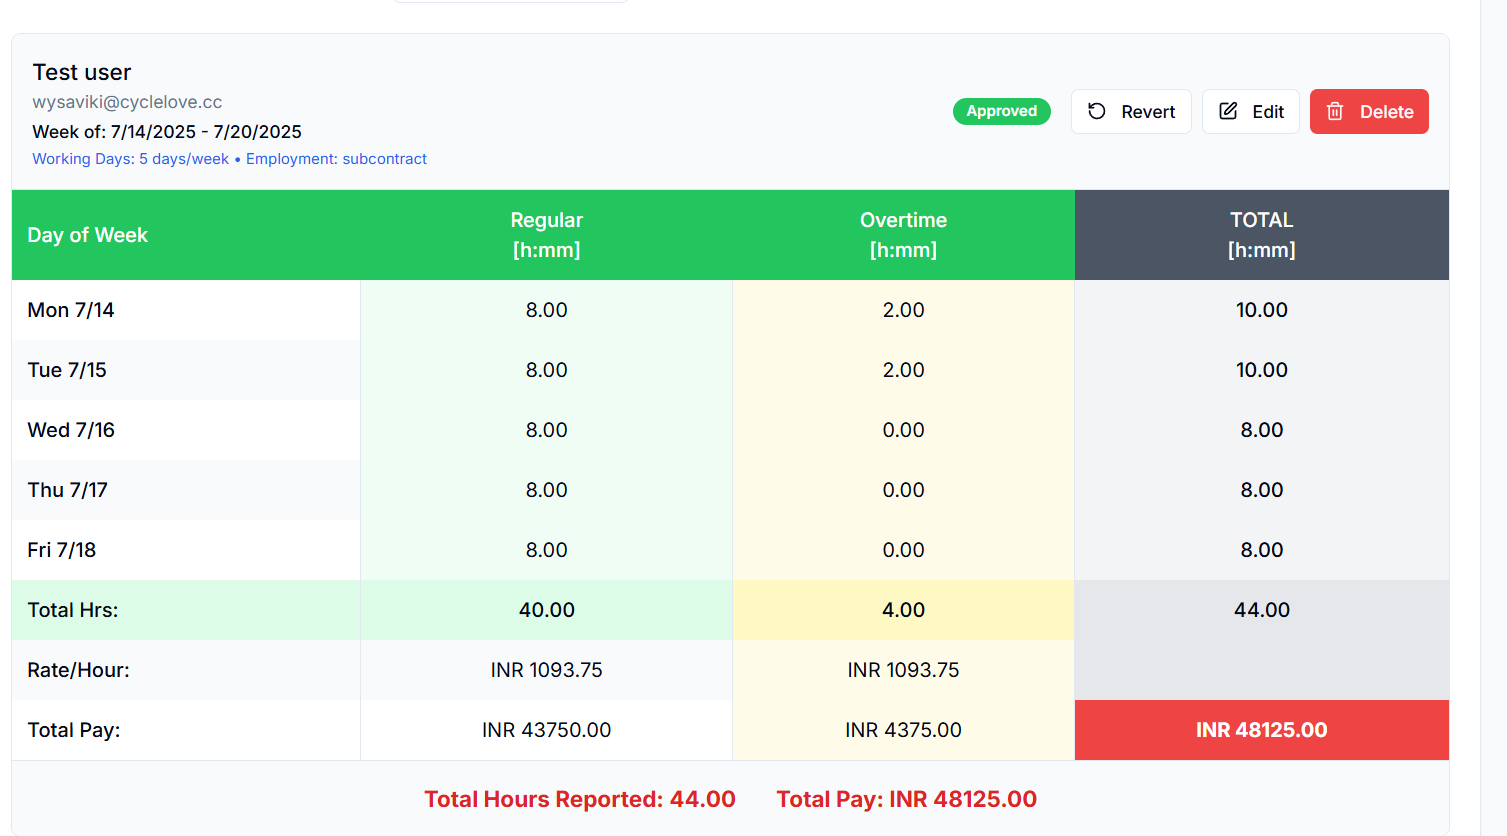 Test user
wysaviki@cyclelove.cc
Week of: 7/14/2025 - 7/20/2025
Working Days: 5 days/week • Employment: subcontract
Approved
Revert
Edit
Delete
Day of Week
Regular
[h:mm]
Overtime
[h:mm]
TOTAL
[h:mm]
Mon 7/14 8.00 2.00 10.00
Tue 7/15 8.00 2.00 10.00
Wed 7/16 8.00 0.00 8.00
Thu 7/17 8.00 0.00 8.00
Fri 7/18 8.00 0.00 8.00
Total Hrs: 40.00 4.00 44.00
Rate/Hour: INR 1093.75 INR 1093.75
Total Pay: INR 43750.00 INR 4375.00 INR 48125.00
Total Hours Reported: 44.00 Total Pay: INR 48125.00